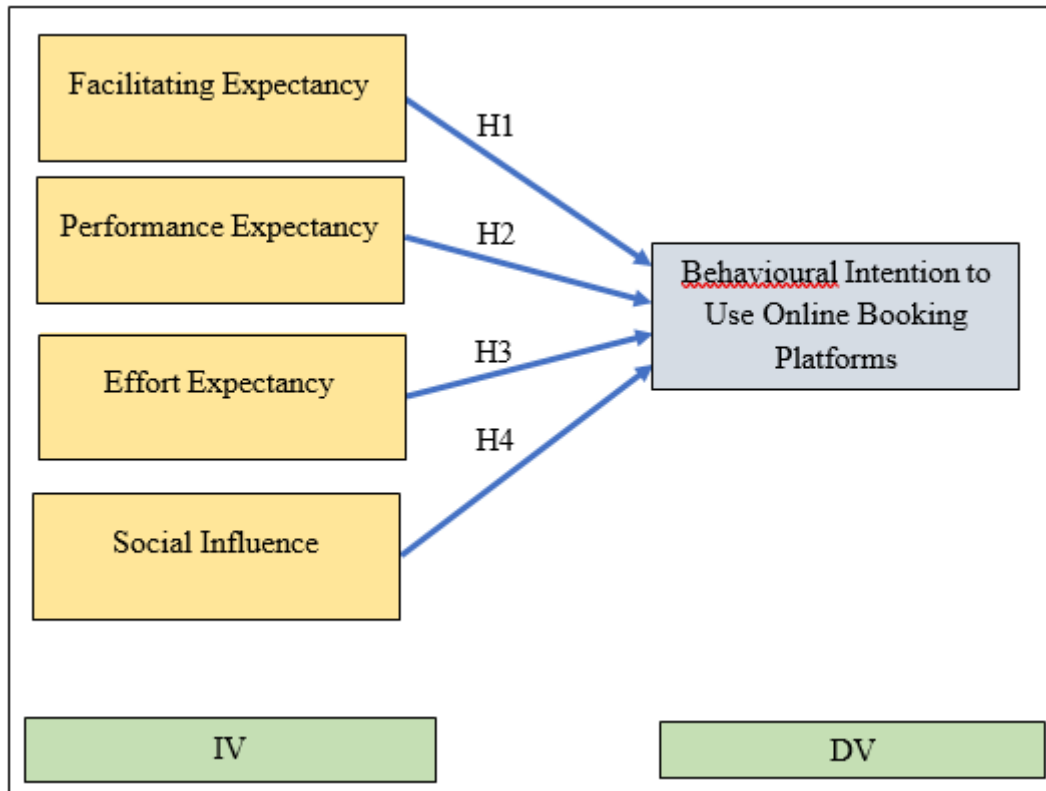 Facilitating Expectancy
H1
Performance Expectancy
H2
Behavioural Intention to
Use Online Booking
Platforms
Effort Expectancy
H3
H4
Social Influence
IV
DV